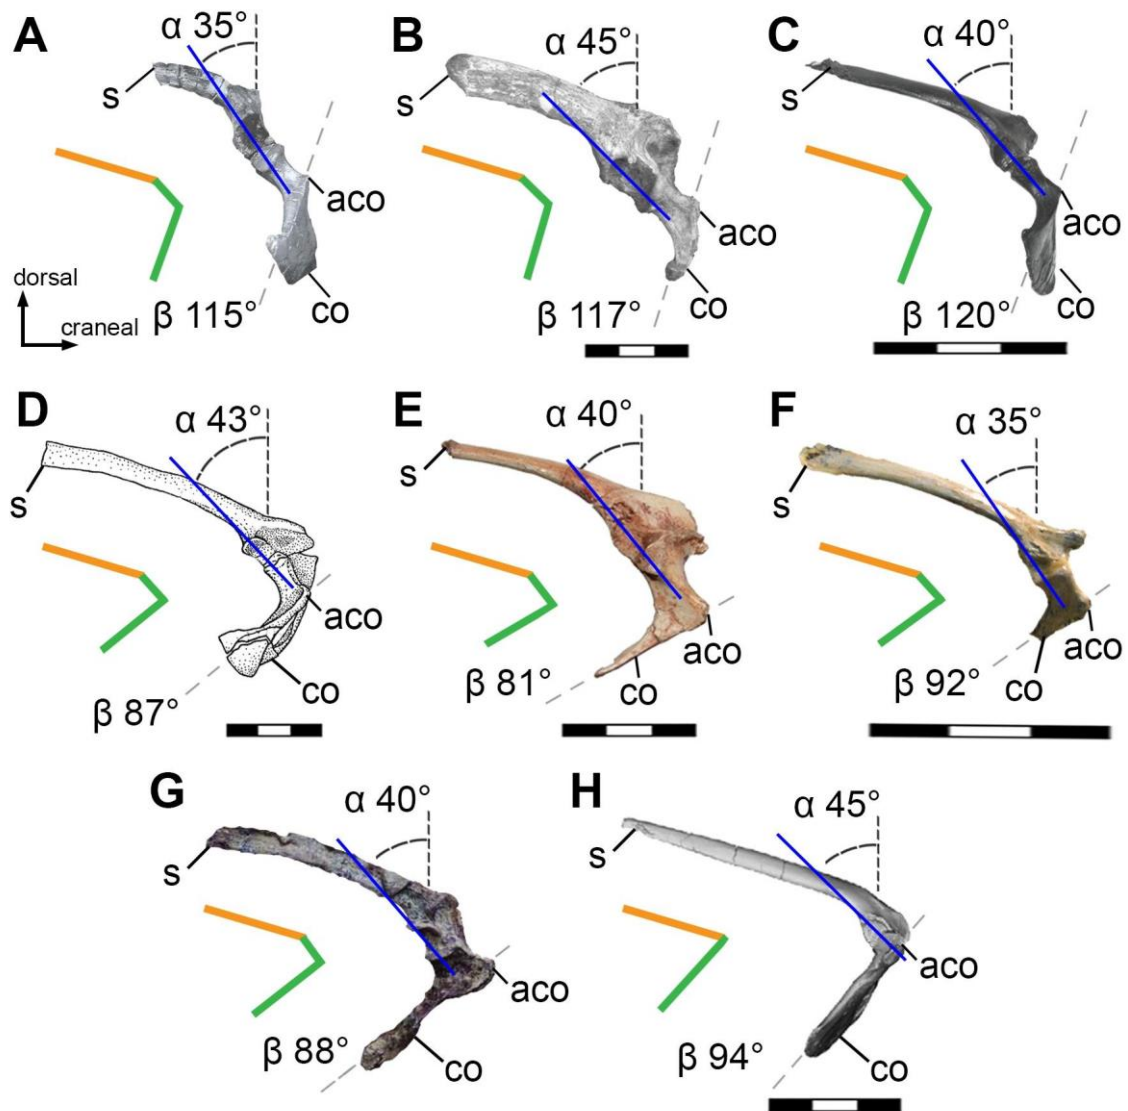 A
α 35°
s
aco
co
β 115°
dorsal
craneal
B
α 45°
s
aco
co
β 117°
C
α 40°
s
aco
co
β 120°
D
α 43°
s
aco
co
β 87°
E
α 40°
s
aco
co
β 81°
F
α 35°
s
aco
co
β 92°
G
α 40°
s
aco
co
β 88°
H
α 45°
s
aco
co
β 94°